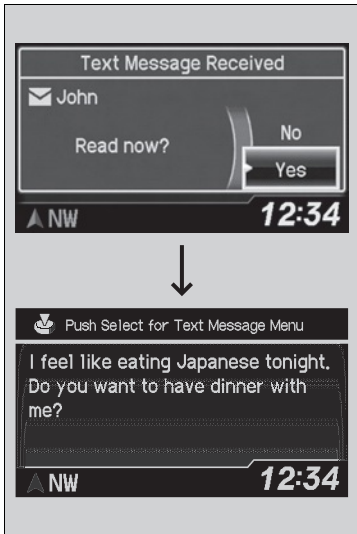 Text Message Received
John
Read now?
No
Yes
NW
12:34
Push Select for Text Message Menu
I feel like eating Japanese tonight.
Do you want to have dinner with
me?
NW
12:34